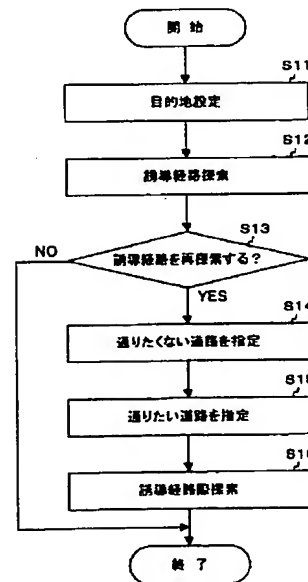 開始
S11
目的地設定
S12
誘導経路探索
S13
誘導経路を再探索する?
NO
YES
S14
通りたくない道路を指定
S15
通りたい道路を指定
S16
誘導経路再探索
終了